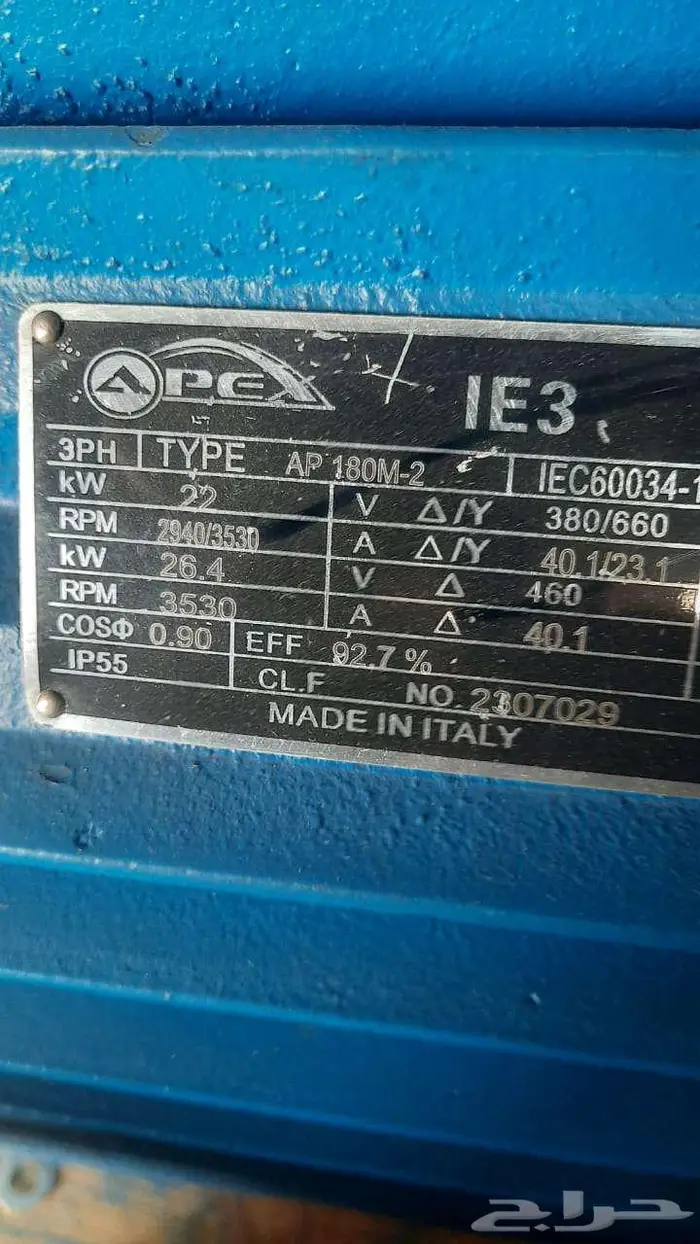 APEX IE3
3PH TYPE AP 180M-2 IEC60034-1
kW 22 V Δ/Y 380/660
RPM 2940/3530 A Δ/Y 40.1/23.1
kW 26.4 V Δ 460
RPM 3530 A Δ 40.1
COSΦ 0.90 EFF 92.7 %
IP55 CL.F NO. 2307029
MADE IN ITALY
حراج